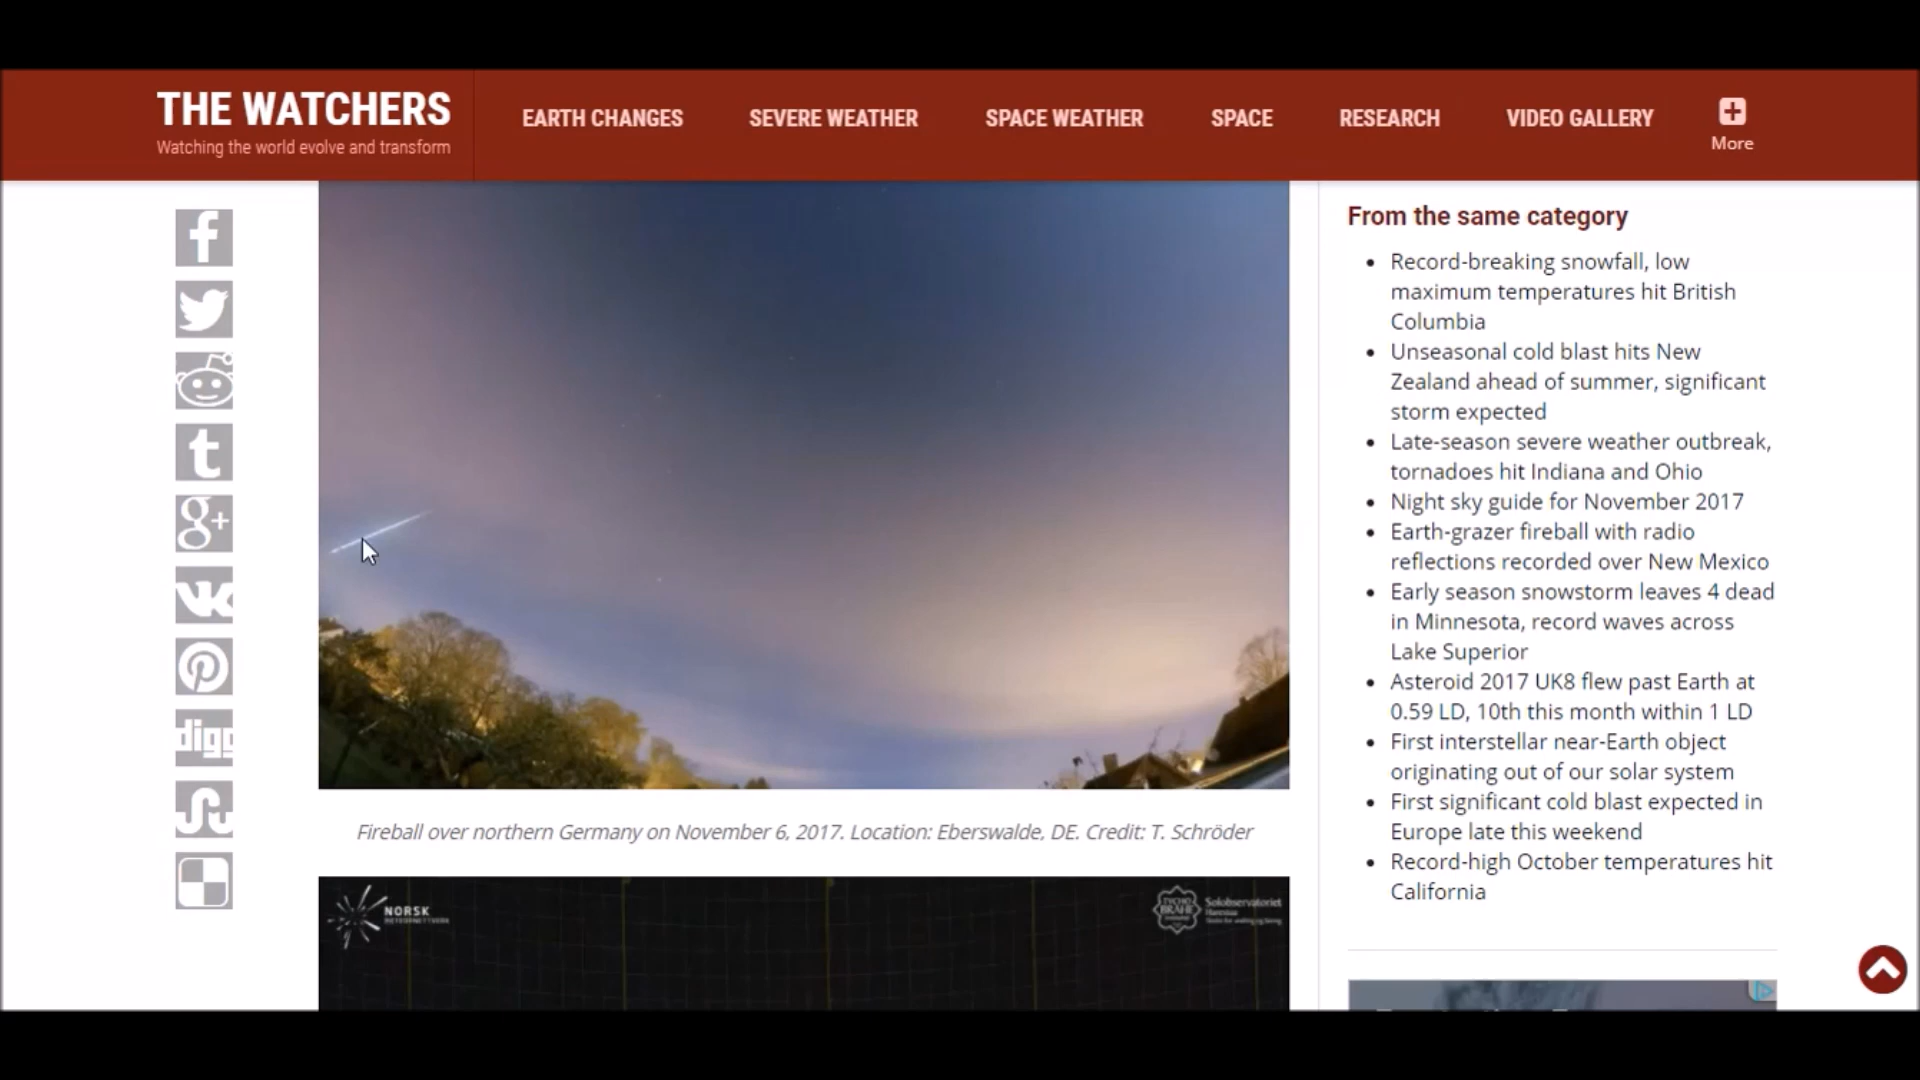 THE WATCHERS
Watching the world evolve and transform
EARTH CHANGES
SEVERE WEATHER
SPACE WEATHER
SPACE
RESEARCH
VIDEO GALLERY
More
From the same category
Record-breaking snowfall, low
maximum temperatures hit British
Columbia
Unseasonal cold blast hits New
Zealand ahead of summer, significant
storm expected
Late-season severe weather outbreak,
tornadoes hit Indiana and Ohio
Night sky guide for November 2017
Earth-grazer fireball with radio
reflections recorded over New Mexico
Early season snowstorm leaves 4 dead
in Minnesota, record waves across
Lake Superior
Asteroid 2017 UK8 flew past Earth at
0.59 LD, 10th this month within 1 LD
First interstellar near-Earth object
originating out of our solar system
First significant cold blast expected in
Europe late this weekend
Record-high October temperatures hit
California
Fireball over northern Germany on November 6, 2017. Location: Eberswalde, DE. Credit: T. Schröder
NORSK
METEORNETTVERK
TYCHO
BRAHE
Solobservatoriet